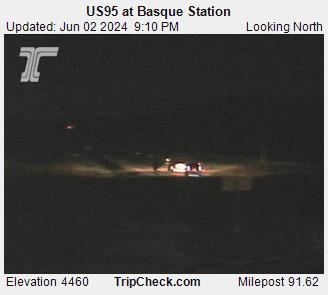 US95 at Basque Station
Updated: Jun 02 2024 9:10 PM Looking North
Elevation 4460 TripCheck.com Milepost 91.62